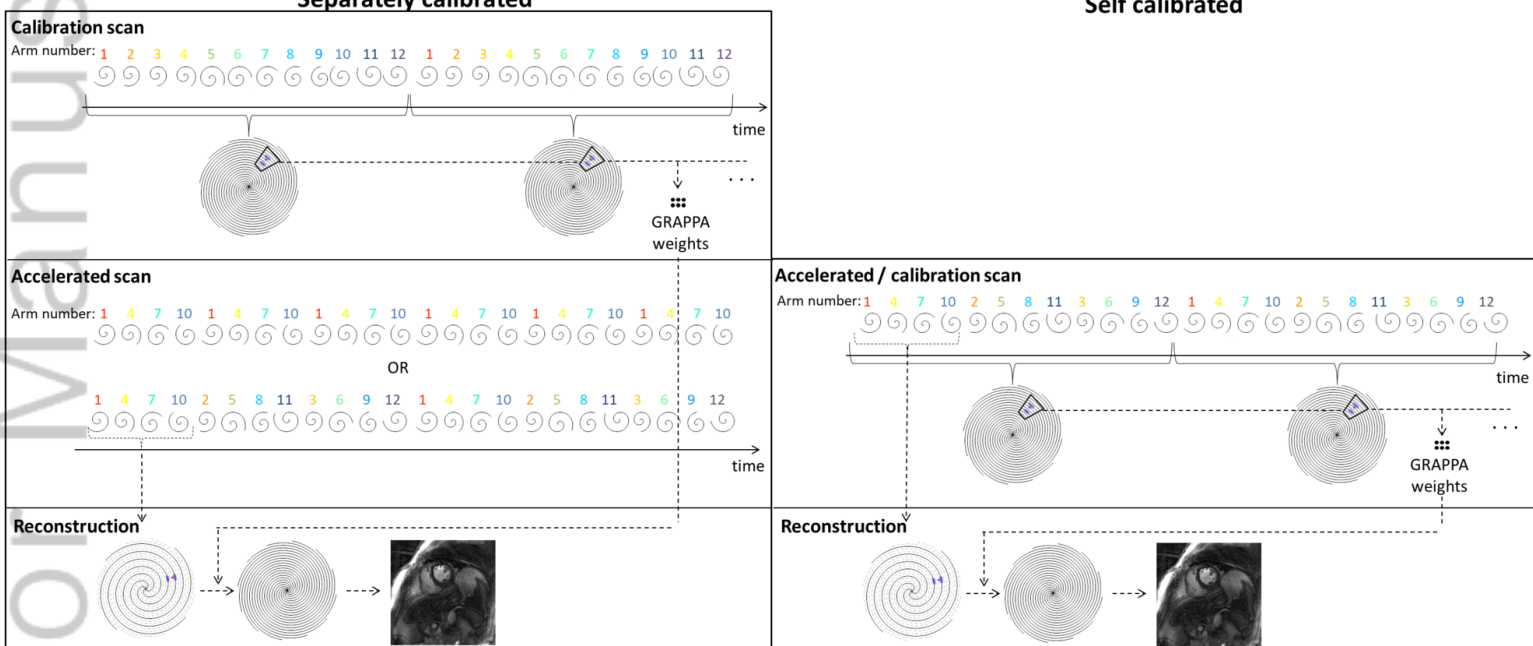 Separately calibrated
Self calibrated
Calibration scan
Arm number: 1 2 3 4 5 6 7 8 9 10 11 12 1 2 3 4 5 6 7 8 9 10 11 12
time
. . .
GRAPPA
weights
Accelerated scan
Arm number: 1 4 7 10 1 4 7 10 1 4 7 10 1 4 7 10 1 4 7 10 1 4 7 10
OR
1 4 7 10 2 5 8 11 3 6 9 12 1 4 7 10 2 5 8 11 3 6 9 12
time
Reconstruction
Accelerated / calibration scan
Arm number: 1 4 7 10 2 5 8 11 3 6 9 12 1 4 7 10 2 5 8 11 3 6 9 12
time
. . .
GRAPPA
weights
Reconstruction
or Manus